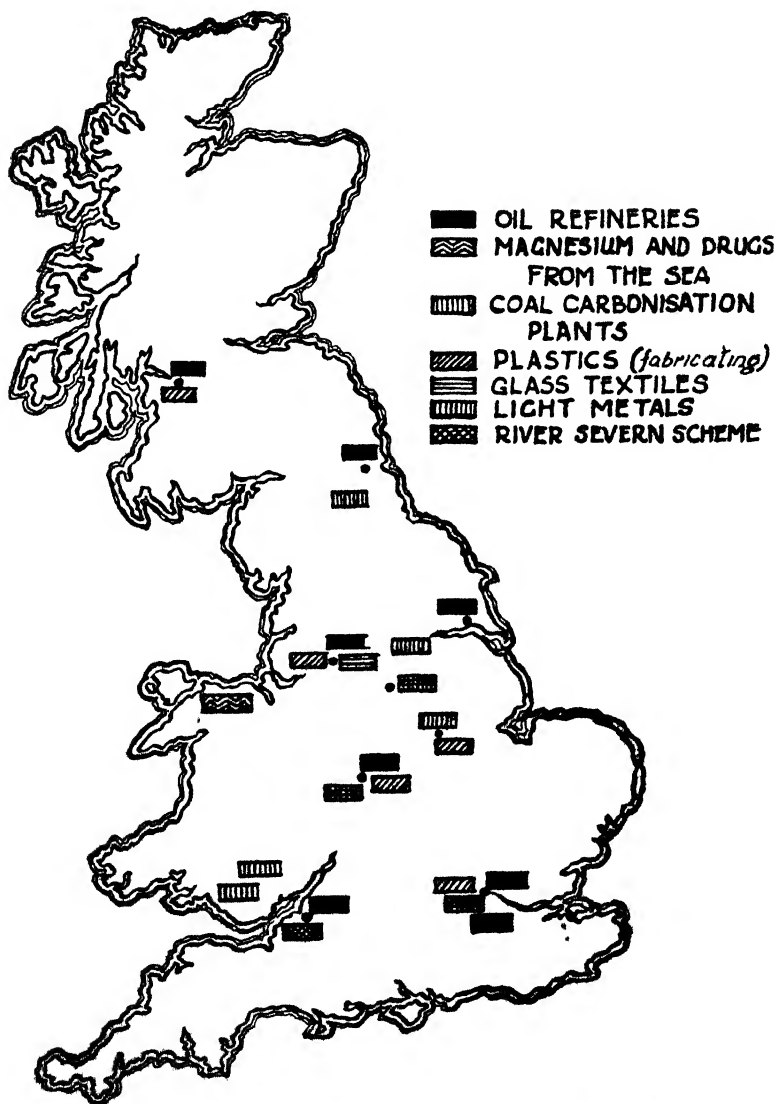 OIL REFINERIES
MAGNESIUM AND DRUGS
FROM THE SEA
COAL CARBONISATION
PLANTS
PLASTICS (fabricating)
GLASS TEXTILES
LIGHT METALS
RIVER SEVERN SCHEME